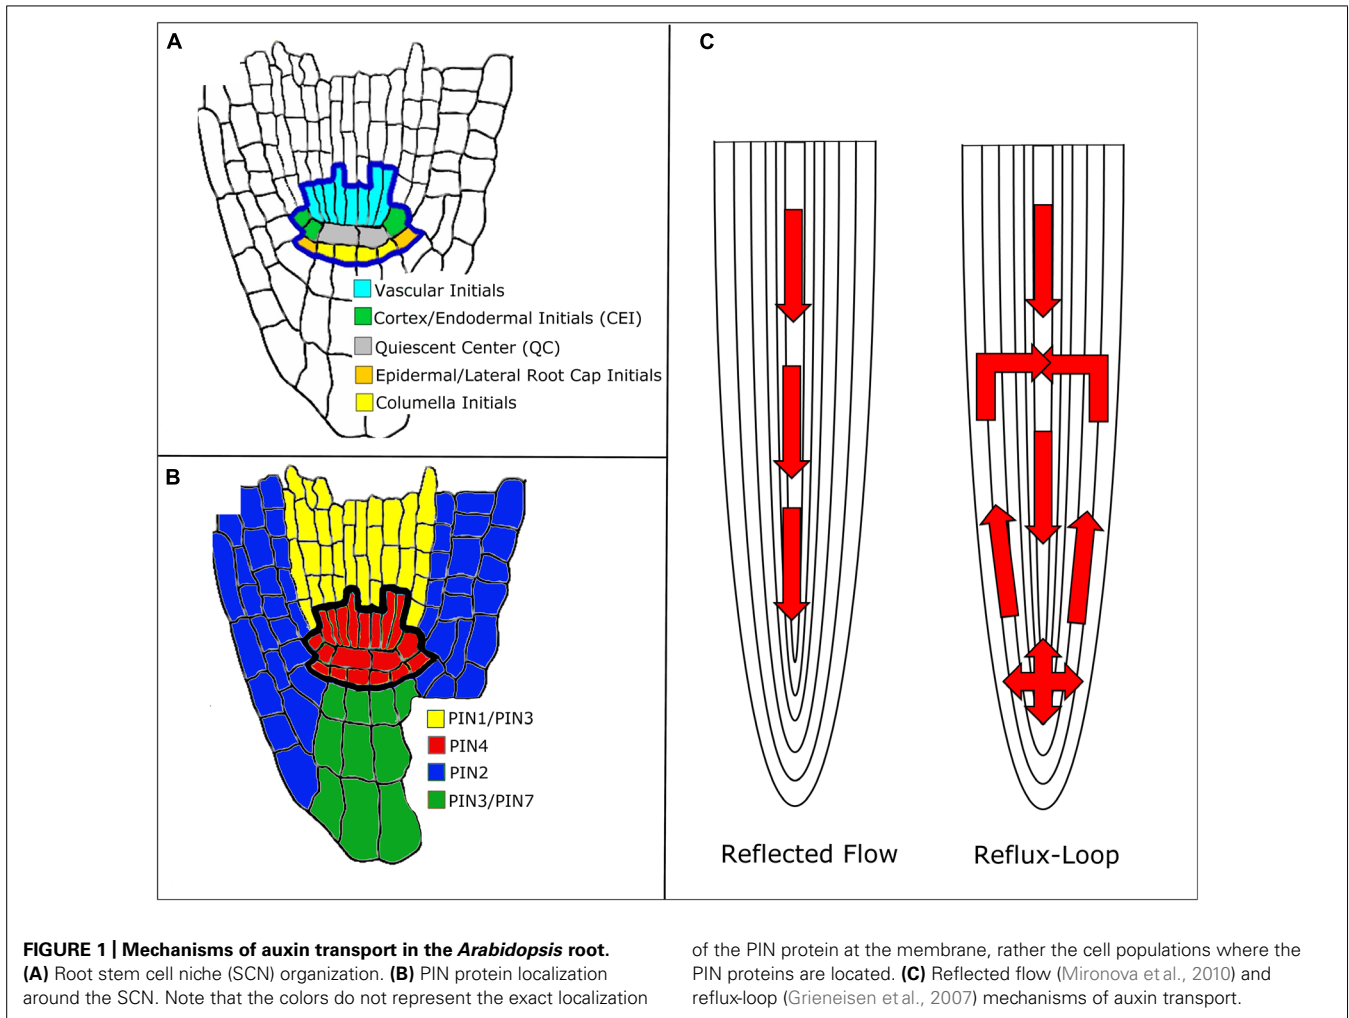 A
Vascular Initials
Cortex/Endodermal Initials (CEI)
Quiescent Center (QC)
Epidermal/Lateral Root Cap Initials
Columella Initials
B
PIN1/PIN3
PIN4
PIN2
PIN3/PIN7
C
Reflected Flow
Reflux-Loop
FIGURE 1 | Mechanisms of auxin transport in the Arabidopsis root.
(A) Root stem cell niche (SCN) organization. (B) PIN protein localization
around the SCN. Note that the colors do not represent the exact localization
of the PIN protein at the membrane, rather the cell populations where the
PIN proteins are located. (C) Reflected flow (Mironova et al., 2010) and
reflux-loop (Grieneisen et al., 2007) mechanisms of auxin transport.